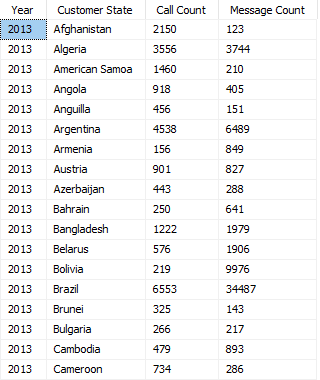 Year Customer State Call Count Message Count
2013 Afghanistan 2150 123
2013 Algeria 3556 3744
2013 American Samoa 1460 210
2013 Angola 918 405
2013 Anguilla 456 151
2013 Argentina 4538 6489
2013 Armenia 156 849
2013 Austria 901 827
2013 Azerbaijan 443 288
2013 Bahrain 250 641
2013 Bangladesh 1222 1979
2013 Belarus 576 1906
2013 Bolivia 219 9976
2013 Brazil 6553 34487
2013 Brunei 325 143
2013 Bulgaria 266 217
2013 Cambodia 479 893
2013 Cameroon 734 286